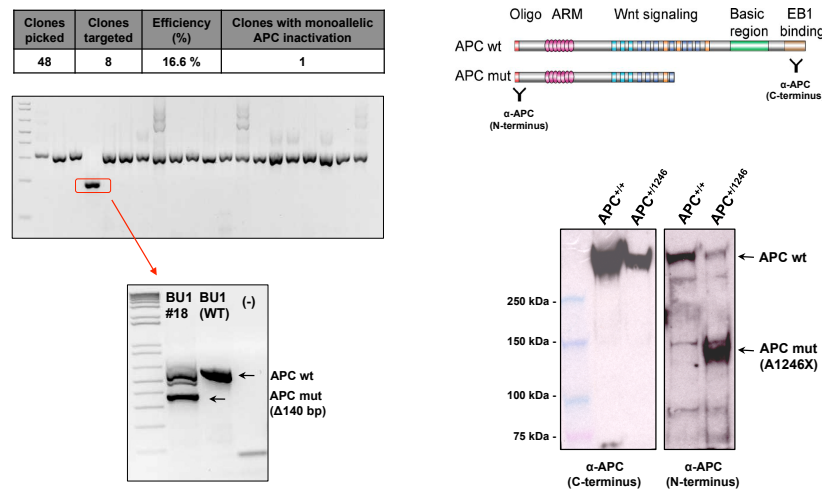 Clones picked
Clones targeted
Efficiency (%)
Clones with monoallelic APC inactivation
48
8
16.6 %
1
BU1 #18
BU1 (WT)
(-)
APC wt
APC mut
(Δ140 bp)
Oligo
ARM
Wnt signaling
Basic region
EB1 binding
APC wt
APC mut
α-APC
(N-terminus)
α-APC
(C-terminus
APC+/+
APC+/1246
APC+/+
APC+/1246
250 kDa -
150 kDa -
100 kDa -
75 kDa -
APC wt
APC mut
(A1246X)
α-APC
(C-terminus)
α-APC
(N-terminus)